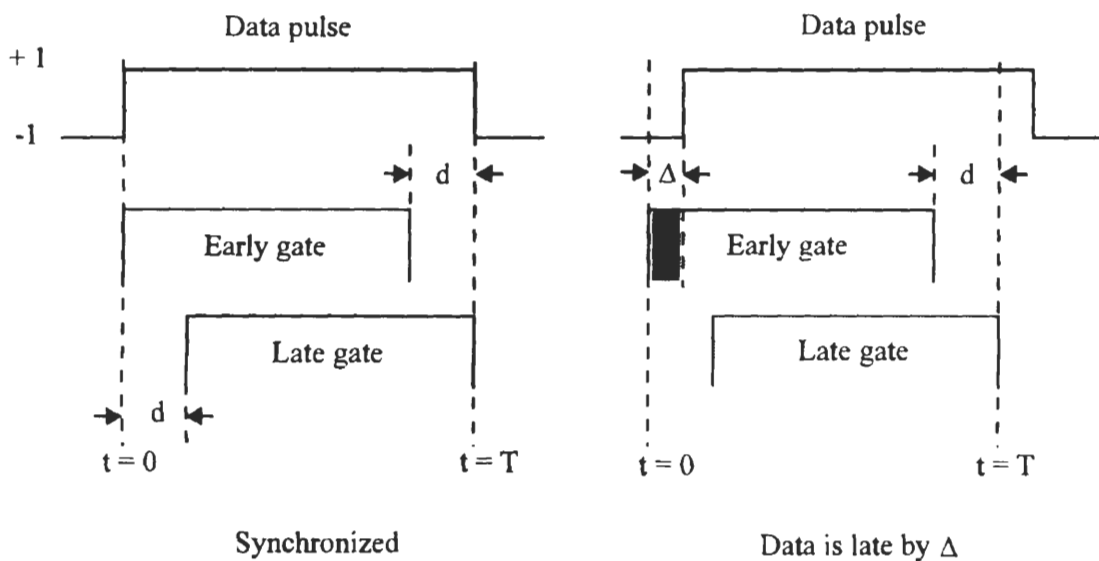 Data pulse
+ 1
-1
d
Early gate
Late gate
d
t = 0
t = T
Synchronized
Data pulse
Δ
d
Early gate
Late gate
t = 0
t = T
Data is late by Δ